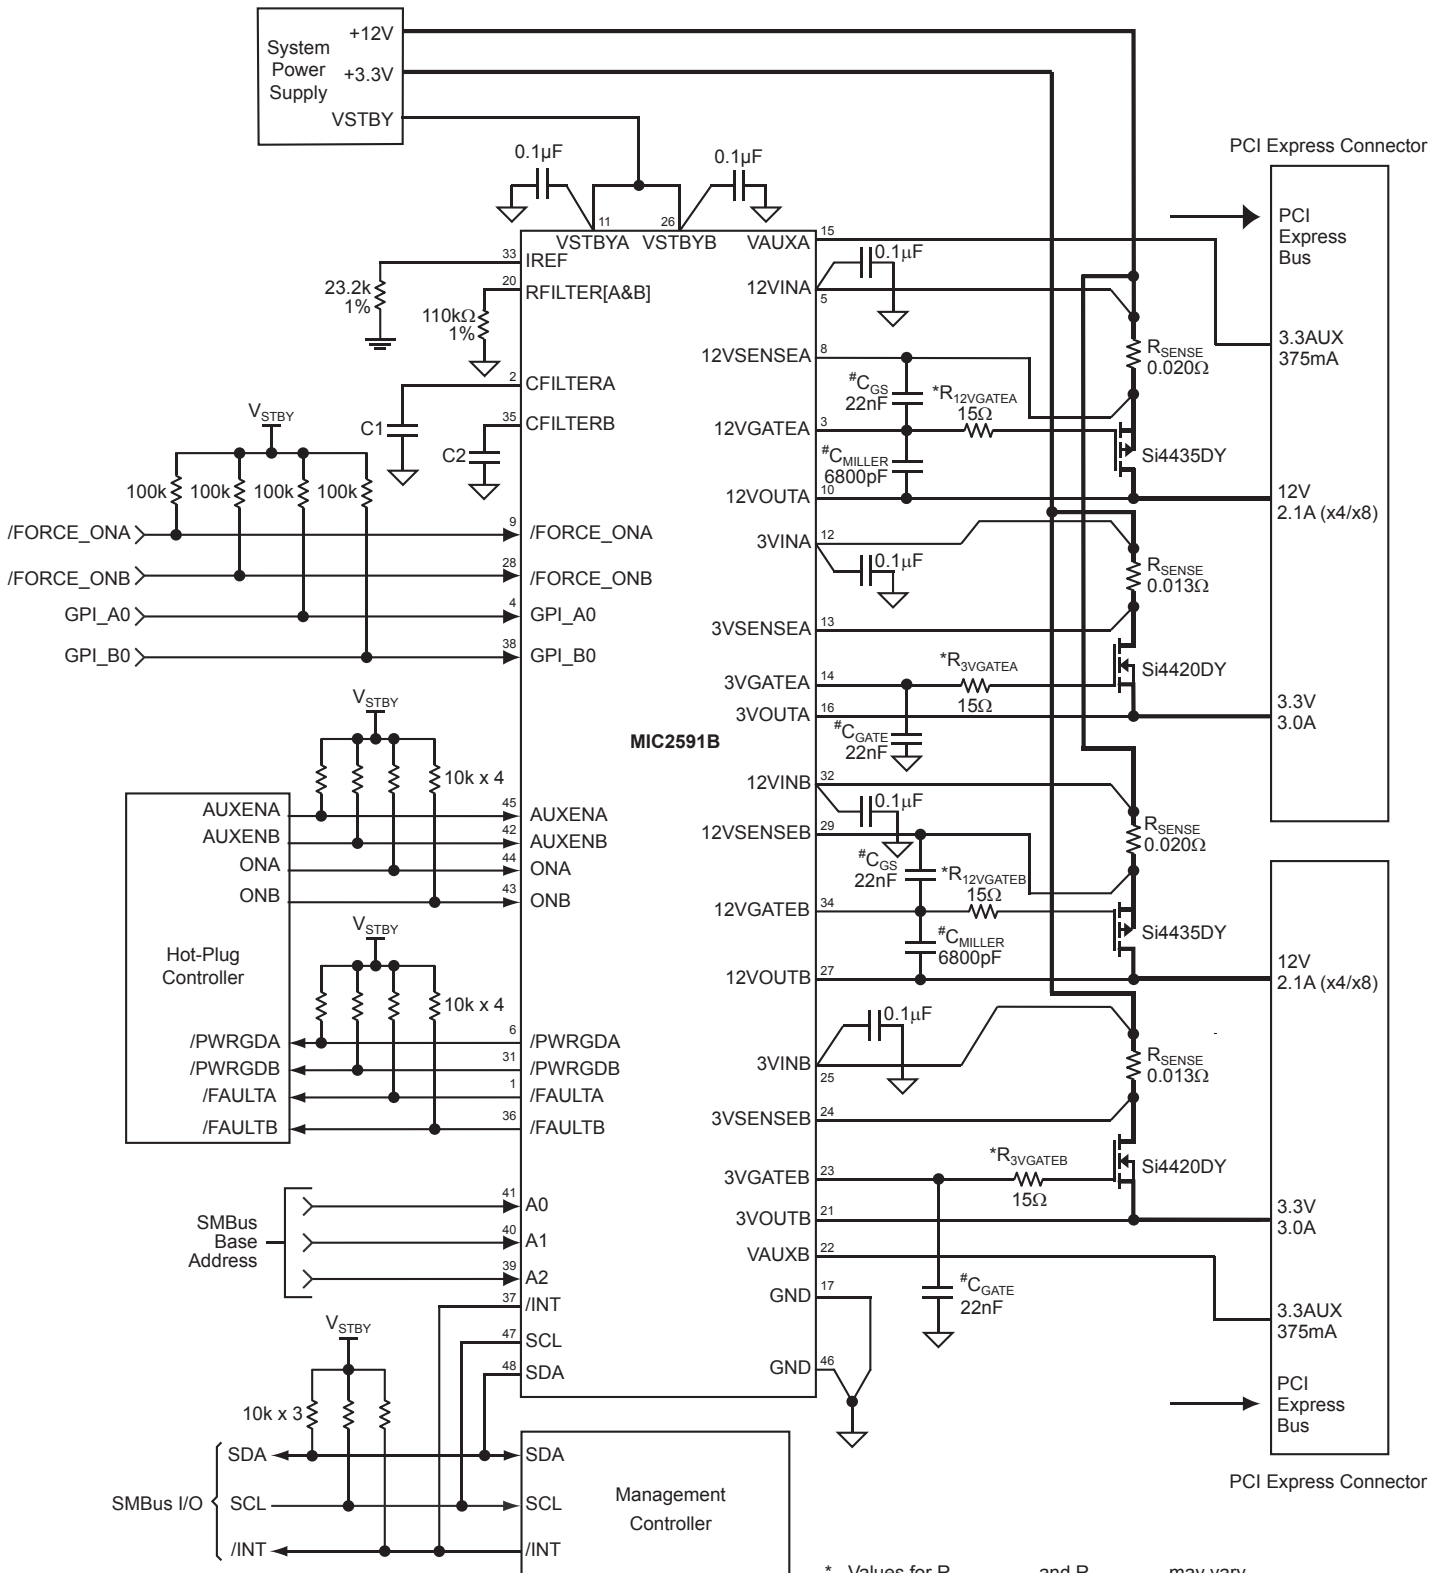 System
Power
Supply
+12V
+3.3V
VSTBY
PCI Express Connector
0.1µF
0.1µF
11
26
VSTBYA
VSTBYB
VAUXA
15
33
IREF
23.2k
1%
20
RFILTER[A&B]
110kΩ
1%
2
CFILTERA
C1
35
CFILTERB
C2
VSTBY
100k
100k
100k
100k
/FORCE_ONA
9
/FORCE_ONA
/FORCE_ONB
28
/FORCE_ONB
GPI_A0
4
GPI_A0
GPI_B0
38
GPI_B0
VSTBY
10k x 4
AUXENA
45
AUXENA
AUXENB
42
AUXENB
ONA
44
ONA
ONB
43
ONB
Hot-Plug
Controller
VSTBY
10k x 4
/PWRGDA
6
/PWRGDA
/PWRGDB
31
/PWRGDB
/FAULTA
1
/FAULTA
/FAULTB
36
/FAULTB
SMBus
Base
Address
41
A0
40
A1
39
A2
37
/INT
47
SCL
48
SDA
VSTBY
10k x 3
SMBus I/O
SDA
SCL
/INT
SDA
SCL
/INT
Management
Controller
MIC2591B
12VINA
5
0.1µF
12VSENSEA
8
#CGS
22nF
*R12VGATEA
15Ω
12VGATEA
3
#CMILLER
6800pF
12VOUTA
10
RSENSE
0.020Ω
Si4435DY
3VINA
12
0.1µF
RSENSE
0.013Ω
3VSENSEA
13
*R3VGATEA
15Ω
3VGATEA
14
Si4420DY
3VOUTA
16
#CGATE
22nF
12VINB
32
0.1µF
12VSENSEB
29
RSENSE
0.020Ω
#CGS
22nF
*R12VGATEB
15Ω
12VGATEB
34
Si4435DY
#CMILLER
6800pF
12VOUTB
27
0.1µF
3VINB
25
RSENSE
0.013Ω
3VSENSEB
24
*R3VGATEB
15Ω
3VGATEB
23
Si4420DY
3VOUTB
21
VAUXB
22
#CGATE
22nF
GND
17
GND
46
PCI
Express
Bus
3.3AUX
375mA
12V
2.1A (x4/x8)
3.3V
3.0A
12V
2.1A (x4/x8)
3.3V
3.0A
3.3AUX
375mA
PCI
Express
Bus
PCI Express Connector
* Values for R and R may vary